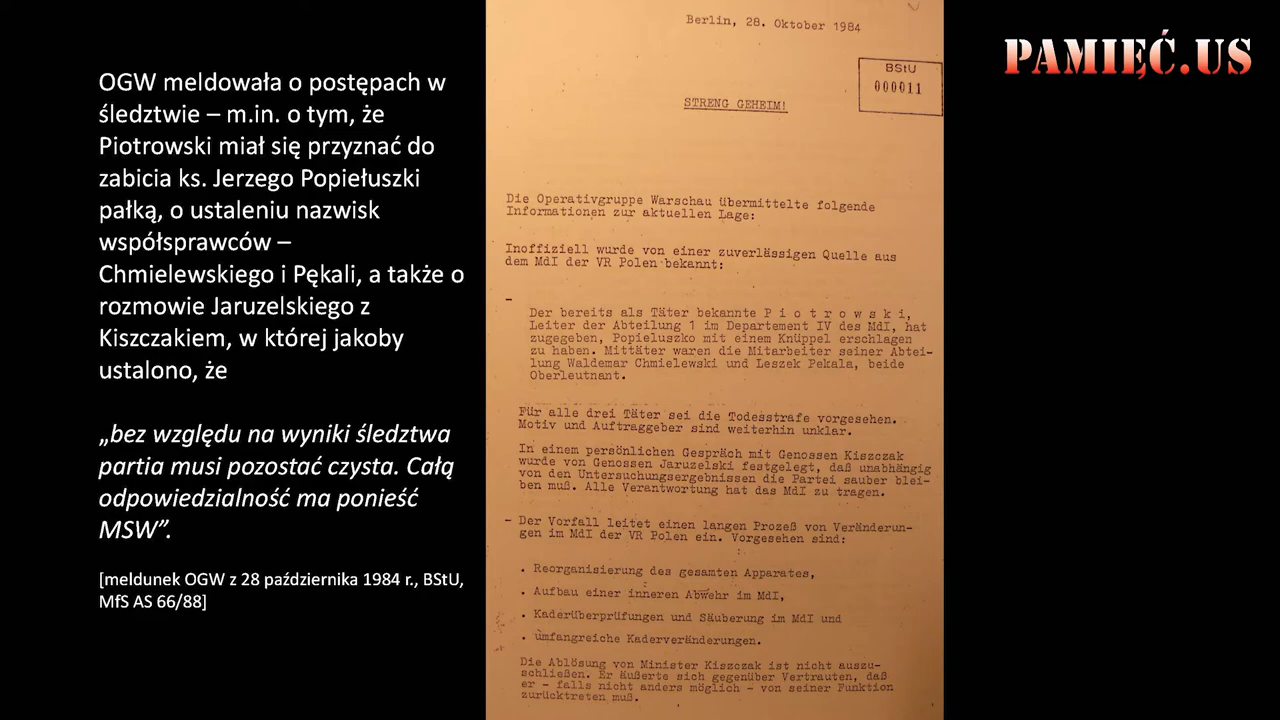 OGW meldowała o postępach w
śledztwie – m.in. o tym, że
Piotrowski miał się przyznać do
zabicia ks. Jerzego Popiełuszki
pałką, o ustaleniu nazwisk
współsprawców –
Chmielewskiego i Pękali, a także o
rozmowie Jaruzelskiego z
Kiszczakiem, w której jakoby
ustalono, że
„bez względu na wyniki śledztwa
partia musi pozostać czysta. Całą
odpowiedzialność ma ponieść
MSW”.
[meldunek OGW z 28 października 1984 r., BStU,
MfS AS 66/88]
Berlin, 28. Oktober 1984
BStU
000011
STRENG GEHEIM!
Die Operativgruppe Warschau übermittelte folgende
Informationen zur aktuellen Lage:
Inoffiziell wurde von einer zuverlässigen Quelle aus
dem MdI der VR Polen bekannt:
-
Der bereits als Täter bekannte P i o t r o w s k i,
Leiter der Abteilung 1 im Departement IV des MdI, hat
zugegeben, Popieluszko mit einem Knüppel erschlagen
zu haben. Mittäter waren die Mitarbeiter seiner Abtei-
lung Waldemar Chmielewski und Leszek Pekala, beide
Oberleutnant.
Für alle drei Täter sei die Todesstrafe vorgesehen.
Motiv und Auftraggeber sind weiterhin unklar.
In einem persönlichen Gespräch mit Genossen Kiszczak
wurde von Genossen Jaruzelski festgelegt, daß unabhängig
von den Untersuchungsergebnissen die Partei sauber blei-
ben muß. Alle Verantwortung hat das MdI zu tragen.
- Der Vorfall leitet einen langen Prozeß von Veränderun-
gen im MdI der VR Polen ein. Vorgesehen sind:
. Reorganisierung des gesamten Apparates,
. Aufbau einer inneren Abwehr im MdI,
. Kaderüberprüfungen und Säuberung im MdI und
. umfangreiche Kaderveränderungen.
Die Ablösung von Minister Kiszczak ist nicht auszu-
schließen. Er äußerte sich gegenüber Vertrauten, daß
er - falls nicht anders möglich - von seiner Funktion
zurücktreten muß.
PAMIĘĆ.US